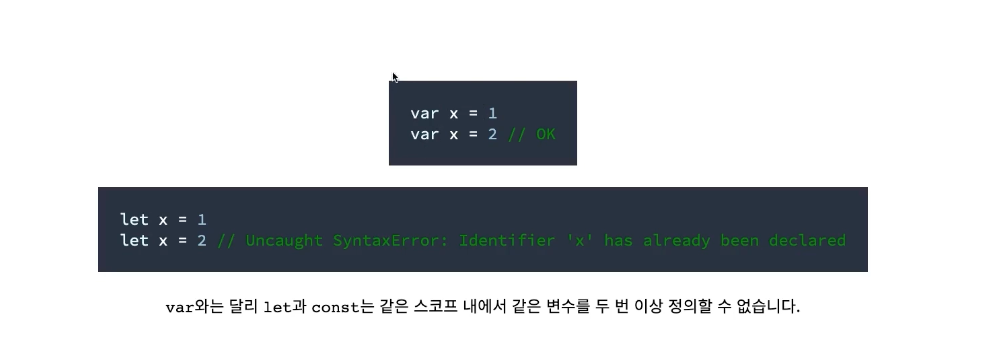 var x = 1
var x = 2 // OK
let x = 1
let x = 2 // Uncaught SyntaxError: Identifier 'x' has already been declared
var와는 달리 let과 const는 같은 스코프 내에서 같은 변수를 두 번 이상 정의할 수 없습니다.